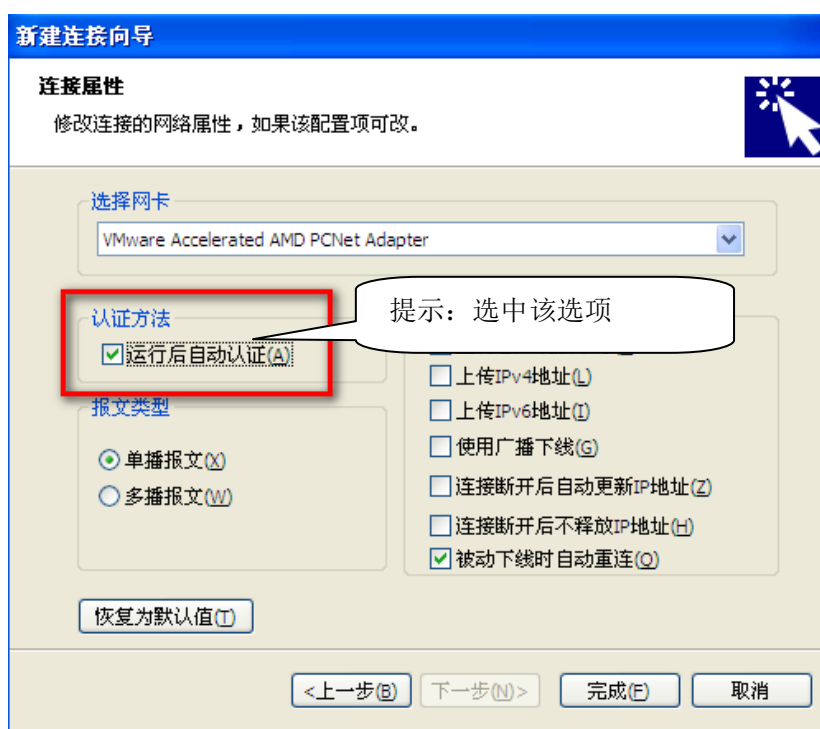 新建连接向导
连接属性
修改连接的网络属性，如果该配置项可改。
选择网卡
VMware Accelerated AMD PCNet Adapter
认证方法
提示：选中该选项
运行后自动认证(A)
上传IPv4地址(L)
报文类型
上传IPv6地址(I)
使用广播下线(G)
单播报文(X)
连接断开后自动更新IP地址(Z)
多播报文(W)
连接断开后不释放IP地址(H)
被动下线时自动重连(O)
恢复为默认值(T)
<上一步(B)
下一步(N)>
完成(F)
取消